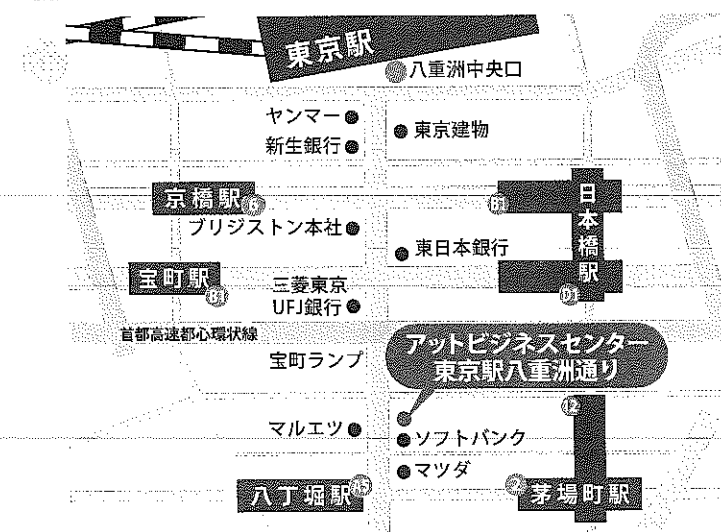 東京駅
八重洲中央口
ヤンマー
新生銀行
東京建物
京橋駅
6
B1
日本橋駅
ブリジストン本社
東日本銀行
宝町駅
三菱東京
UFJ銀行
D1
首都高速都心環状線
宝町ランプ
アットビジネスセンター
東京駅八重洲通り
12
マルエツ
ソフトバンク
マツダ
八丁堀駅
2
茅場町駅